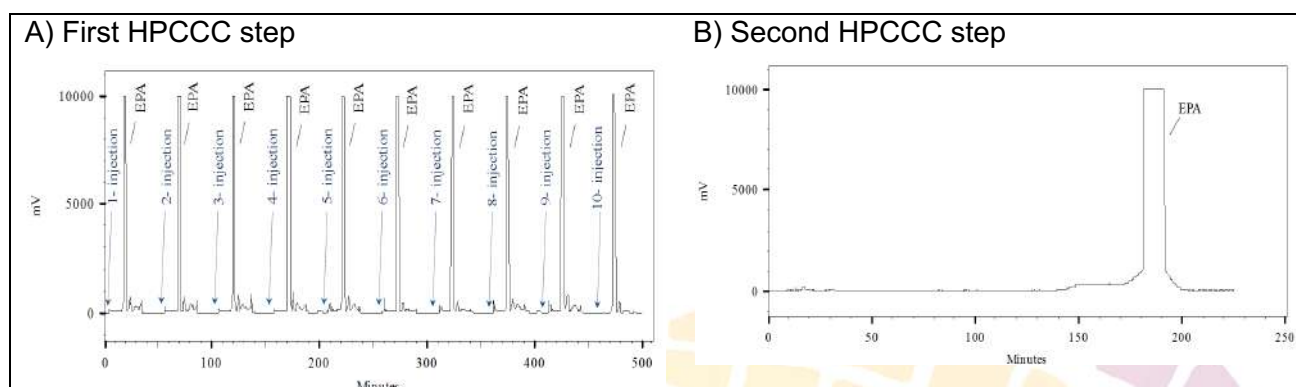 A) First HPCCC step
10000
5000
0
mV
EPA
EPA
EPA
EPA
EPA
EPA
EPA
EPA
EPA
EPA
1- injection
2- injection
3- injection
4- injection
5- injection
6- injection
7- injection
8- injection
9- injection
10- injection
0
100
200
300
400
500
Minutes
B) Second HPCCC step
10000
5000
0
mV
EPA
0
50
100
150
200
250
Minutes